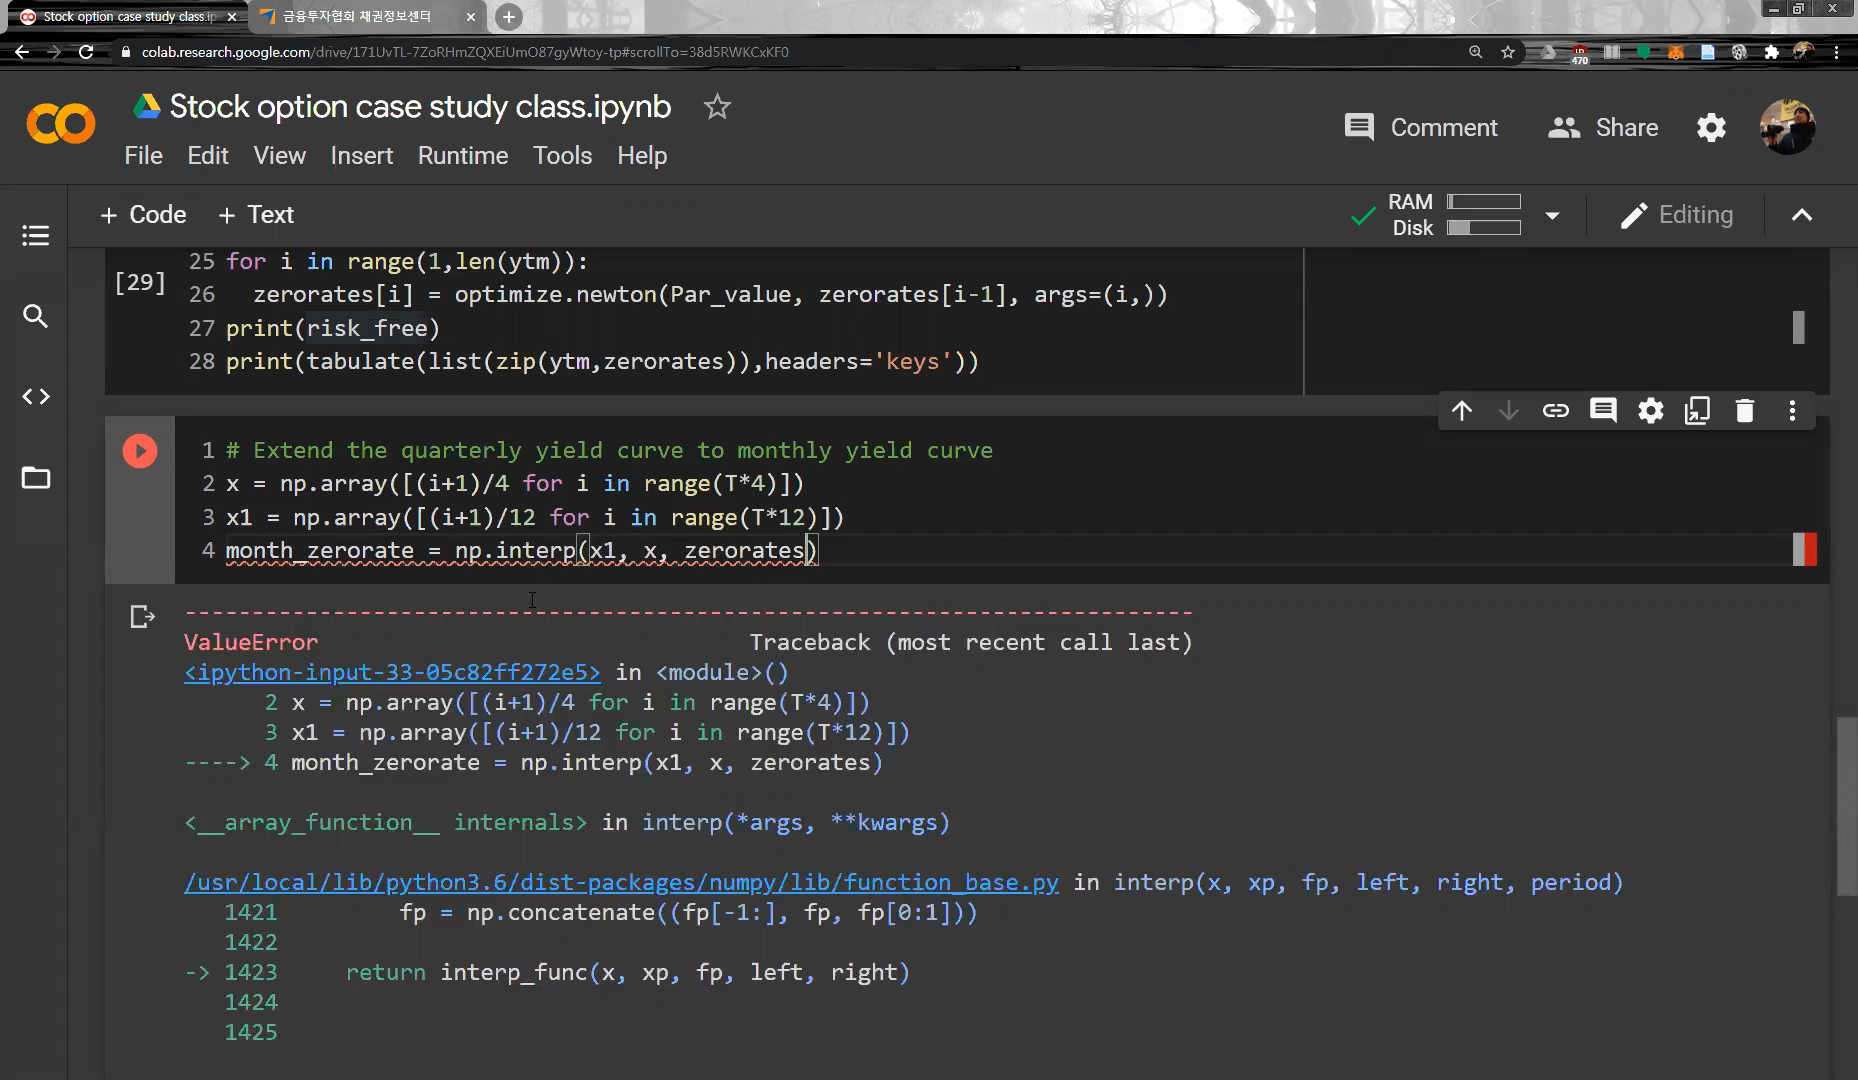 Stock option case study class.ip
금융투자협회 채권정보센터
colab.research.google.com/drive/171UvTL-7ZoRHmZQXEiUmO87gyWtoy-tp#scrollTo=38d5RWKCxKF0
470
Stock option case study class.ipynb
Comment
Share
File Edit View Insert Runtime Tools Help
+ Code + Text
RAM
Disk
Editing
[29]
25 for i in range(1,len(ytm)):
26 zerorates[i] = optimize.newton(Par_value, zerorates[i-1], args=(i,))
27 print(risk_free)
28 print(tabulate(list(zip(ytm,zerorates)),headers='keys'))
1 # Extend the quarterly yield curve to monthly yield curve
2 x = np.array([(i+1)/4 for i in range(T*4)])
3 x1 = np.array([(i+1)/12 for i in range(T*12)])
4 month_zerorate = np.interp(x1, x, zerorates)
---------------------------------------------------------------------------
ValueError Traceback (most recent call last)
<ipython-input-33-05c82ff272e5> in <module>()
2 x = np.array([(i+1)/4 for i in range(T*4)])
3 x1 = np.array([(i+1)/12 for i in range(T*12)])
----> 4 month_zerorate = np.interp(x1, x, zerorates)
<__array_function__ internals> in interp(*args, **kwargs)
/usr/local/lib/python3.6/dist-packages/numpy/lib/function_base.py in interp(x, xp, fp, left, right, period)
1421 fp = np.concatenate((fp[-1:], fp, fp[0:1]))
1422
-> 1423 return interp_func(x, xp, fp, left, right)
1424
1425